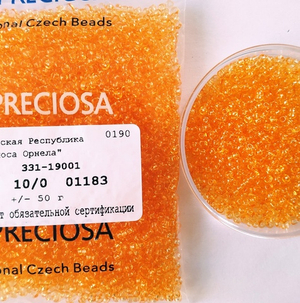 PRECIOSA
onal Czech Beads
PRECIOSA
ская Республика 0190
оса Орнела"
331-19001
10/0 01183
+/- 50 г
т обязательной сертификации
PRECIOSA
onal Czech Beads